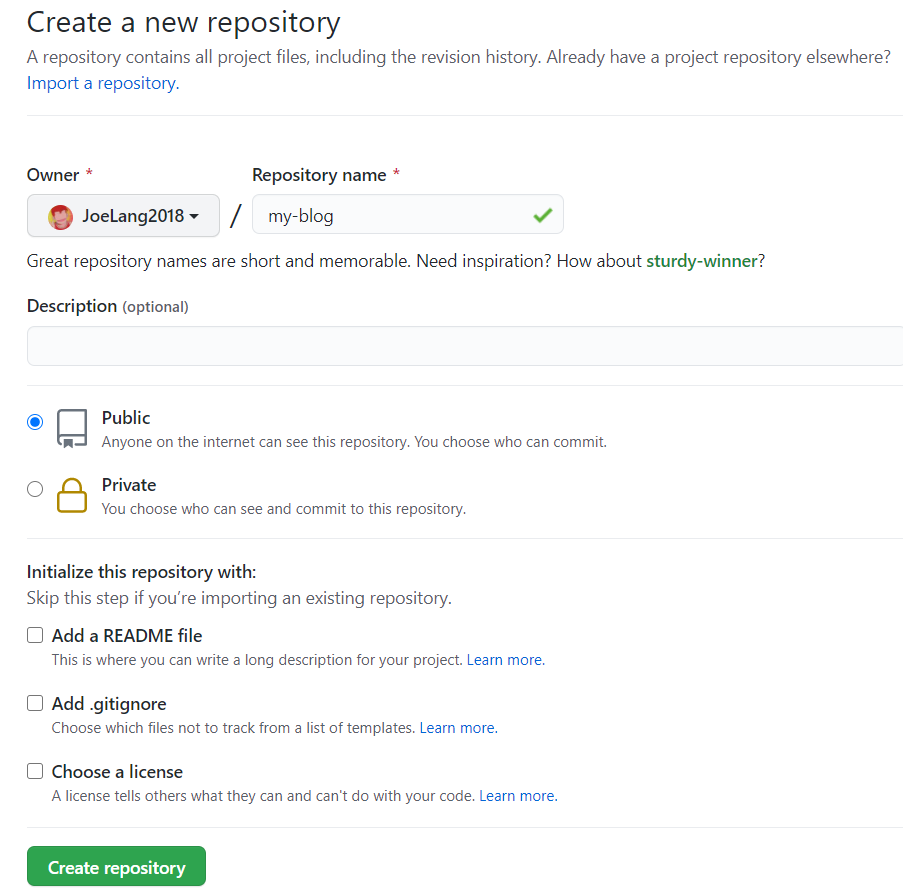 Create a new repository
A repository contains all project files, including the revision history. Already have a project repository elsewhere?
Import a repository.
Owner * Repository name *
JoeLang2018 / my-blog
Great repository names are short and memorable. Need inspiration? How about sturdy-winner?
Description (optional)
Public
Anyone on the internet can see this repository. You choose who can commit.
Private
You choose who can see and commit to this repository.
Initialize this repository with:
Skip this step if you’re importing an existing repository.
Add a README file
This is where you can write a long description for your project. Learn more.
Add .gitignore
Choose which files not to track from a list of templates. Learn more.
Choose a license
A license tells others what they can and can't do with your code. Learn more.
Create repository